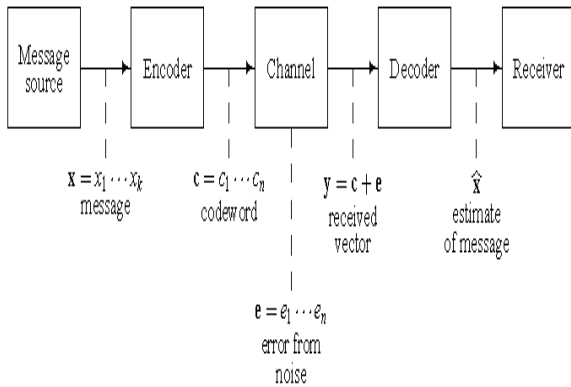 Message
source
Encoder
Channel
Decoder
Receiver
x = x₁ ⋯ xₖ
message
c = c₁ ⋯ cₙ
codeword
y = c + e
received
vector
x̂
estimate
of message
e = e₁ ⋯ eₙ
error from
noise